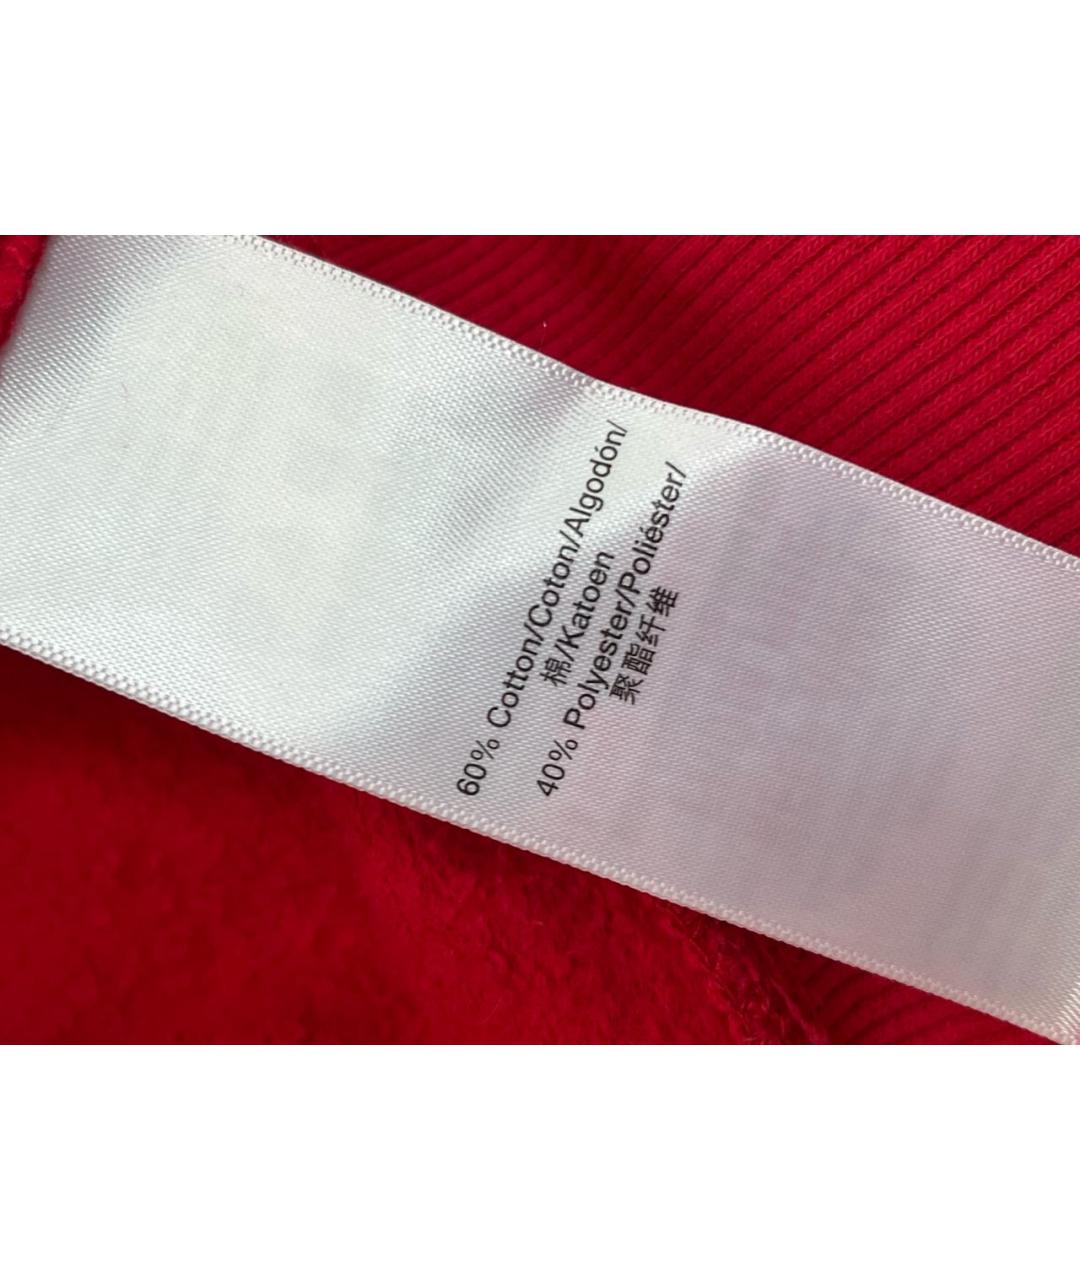 60% Cotton/Coton/Algodón/
棉/Katoen
40% Polyester/Poliéster/
聚酯纤维